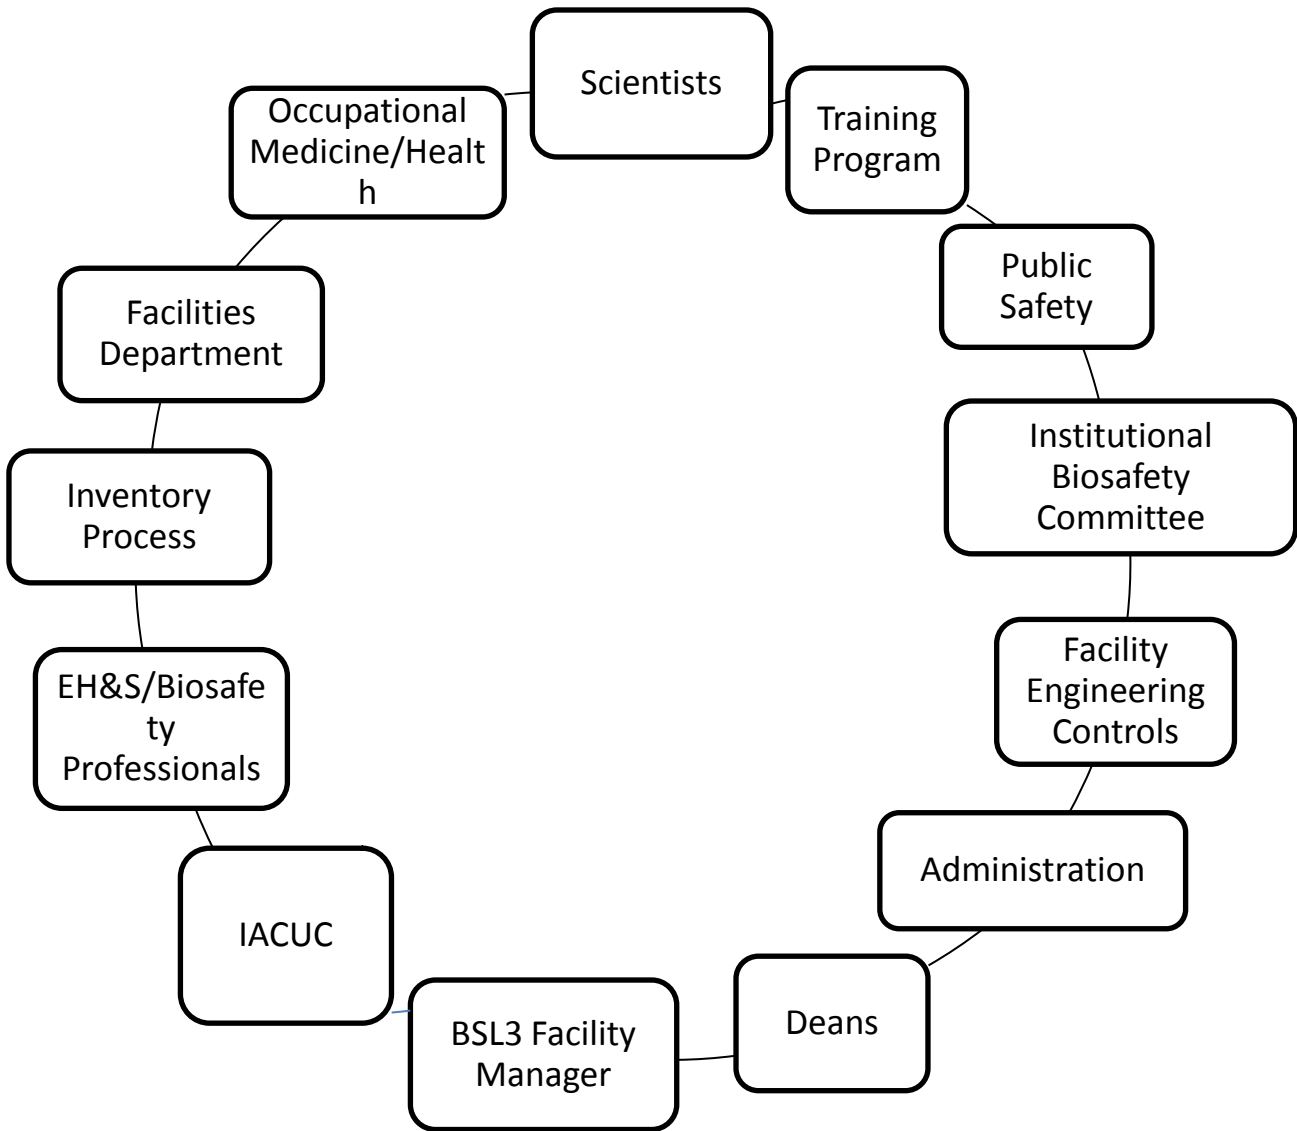 Scientists
Training
Program
Public
Safety
Institutional
Biosafety
Committee
Facility
Engineering
Controls
Administration
Deans
BSL3 Facility
Manager
IACUC
EH&S/Biosafe
ty
Professionals
Inventory
Process
Facilities
Department
Occupational
Medicine/Healt
h